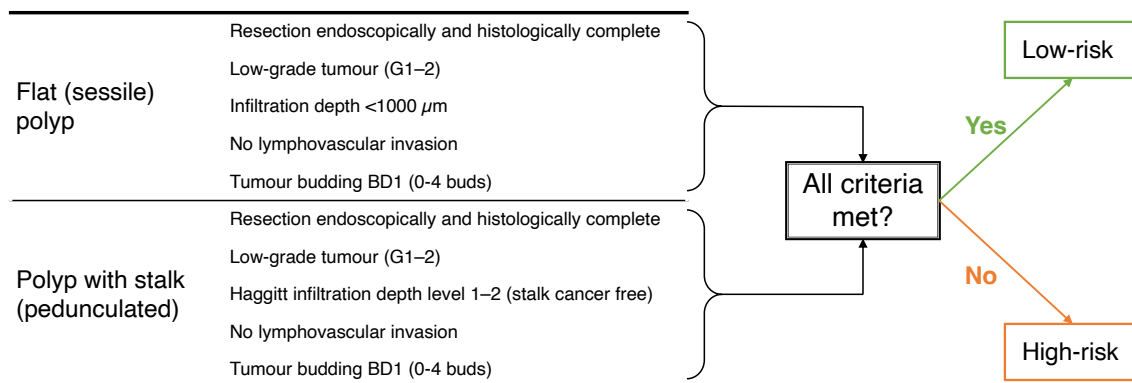 Flat (sessile)
polyp
Resection endoscopically and histologically complete
Low-grade tumour (G1–2)
Infiltration depth <1000 µm
No lymphovascular invasion
Tumour budding BD1 (0-4 buds)
Polyp with stalk
(pedunculated)
Resection endoscopically and histologically complete
Low-grade tumour (G1–2)
Haggitt infiltration depth level 1–2 (stalk cancer free)
No lymphovascular invasion
Tumour budding BD1 (0-4 buds)
All criteria
met?
Yes
Low-risk
No
High-risk